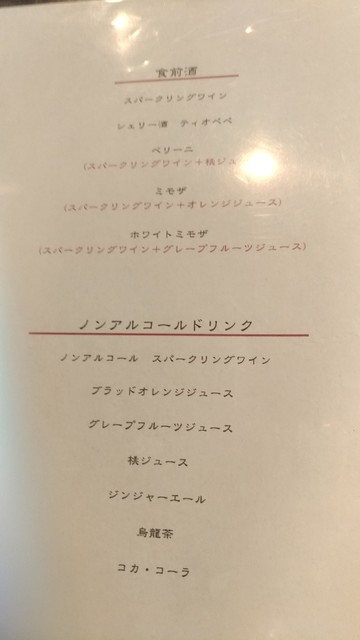 食前酒
スパークリングワイン
シェリー酒　ティオペペ
ベリーニ
(スパークリングワイン＋桃ジュ
ミモザ
(スパークリングワイン＋オレンジジュース)
ホワイトミモザ
(スパークリングワイン＋グレープフルーツジュース)
ノンアルコールドリンク
ノンアルコール　スパークリングワイン
ブラッドオレンジジュース
グレープフルーツジュース
桃ジュース
ジンジャーエール
烏龍茶
コカ・コーラ